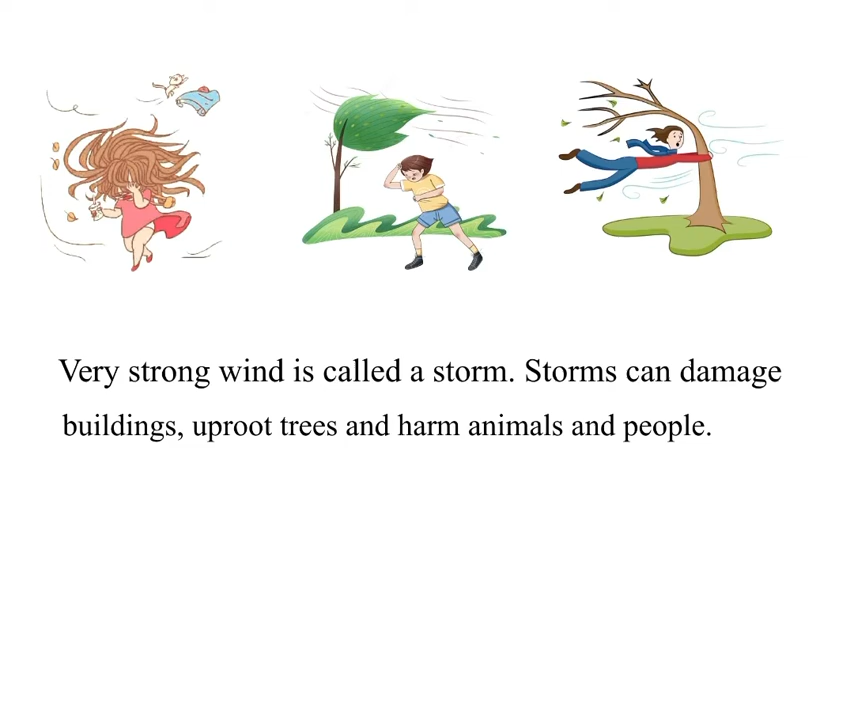 Very strong wind is called a storm. Storms can damage
buildings, uproot trees and harm animals and people.